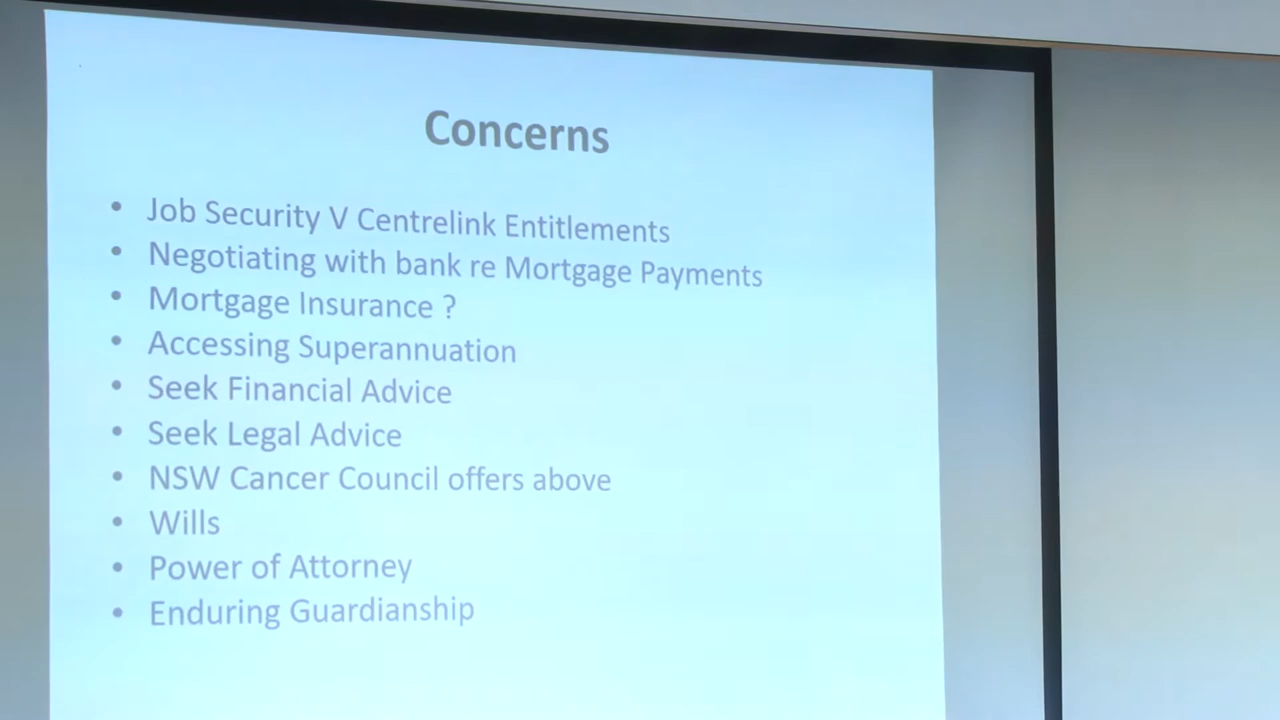 Concerns
• Job Security V Centrelink Entitlements
• Negotiating with bank re Mortgage Payments
• Mortgage Insurance ?
• Accessing Superannuation
• Seek Financial Advice
• Seek Legal Advice
• NSW Cancer Council offers above
• Wills
• Power of Attorney
• Enduring Guardianship